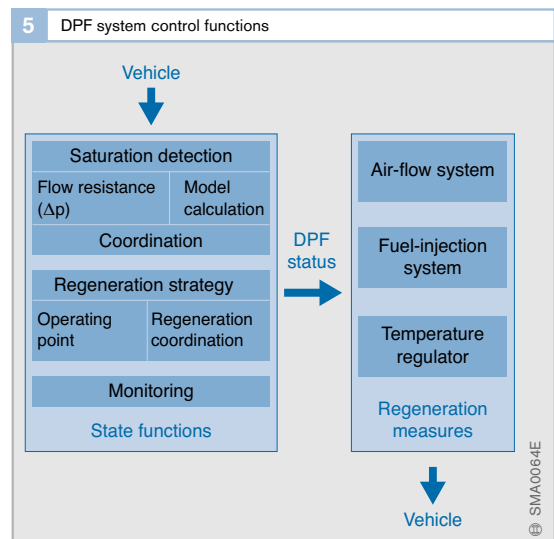 5 DPF system control functions
Vehicle
Saturation detection
Flow resistance
(Δp)
Model
calculation
Coordination
Regeneration strategy
Operating
point
Regeneration
coordination
Monitoring
State functions
DPF
status
Air-flow system
Fuel-injection
system
Temperature
regulator
Regeneration
measures
Vehicle
SMA0064E